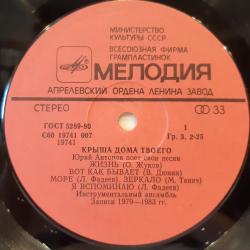 МИНИСТЕРСТВО
КУЛЬТУРЫ СССР
ВСЕСОЮЗНАЯ ФИРМА
ГРАМПЛАСТИНОК
МЕЛОДИЯ
АПРЕЛЕВСКИЙ ОРДЕНА ЛЕНИНА ЗАВОД
СТЕРЕО 33
ГОСТ 5289-80 1
С60 19741 007 Гр. 3. 2-25
19741
КРЫША ДОМА ТВОЕГО
Юрий Антонов поет свои песни
ЖИЗНЬ (О. Жуков)
ВОТ КАК БЫВАЕТ (В. Дюнин)
МОРЕ (Л. Фадеев). ЗЕРКАЛО (М. Танич)
Я ВСПОМИНАЮ (Л. Фадеев)
Инструментальный ансамбль
Записи 1979—1983 гг.